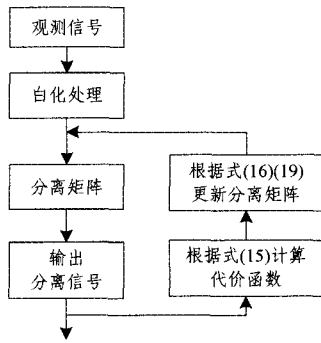 观测信号
白化处理
分离矩阵
输出
分离信号
根据式(16)(19)
更新分离矩阵
根据式(15)计算
代价函数